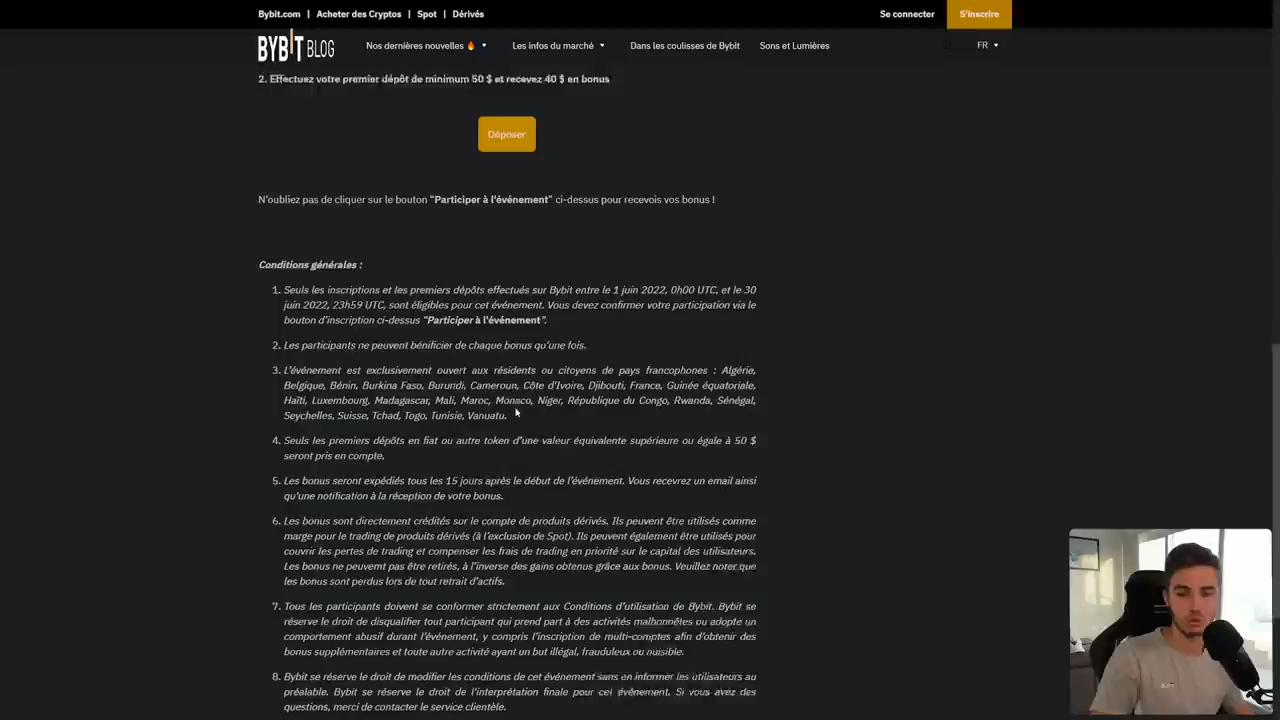 Bybit.com | Acheter des Cryptos | Spot | Dérivés
Se connecter
S'inscrire
BYBIT BLOG
Nos dernières nouvelles 🔥
Les infos du marché
Dans les coulisses de Bybit
Sons et Lumières
FR
2. Effectuez votre premier dépôt de minimum 50 $ et recevez 40 $ en bonus
Déposer
N'oubliez pas de cliquer sur le bouton "Participer à l'événement" ci-dessus pour recevois vos bonus !
Conditions générales :
1. Seuls les inscriptions et les premiers dépôts effectués sur Bybit entre le 1 juin 2022, 0h00 UTC, et le 30
juin 2022, 23h59 UTC, sont éligibles pour cet événement. Vous devez confirmer votre participation via le
bouton d'inscription ci-dessus "Participer à l'événement".
2. Les participants ne peuvent bénificier de chaque bonus qu'une fois.
3. L'événement est exclusivement ouvert aux résidents ou citoyens de pays francophones : Algérie,
Belgique, Bénin, Burkina Faso, Burundi, Cameroun, Côte d'Ivoire, Djibouti, France, Guinée équatoriale,
Haïti, Luxembourg, Madagascar, Mali, Maroc, Monaco, Niger, République du Congo, Rwanda, Sénégal,
Seychelles, Suisse, Tchad, Togo, Tunisie, Vanuatu.
4. Seuls les premiers dépôts en fiat ou autre token d'une valeur équivalente supérieure ou égale à 50 $
seront pris en compte.
5. Les bonus seront expédiés tous les 15 jours après le début de l'événement. Vous recevrez un email ainsi
qu'une notification à la réception de votre bonus.
6. Les bonus sont directement crédités sur le compte de produits dérivés. Ils peuvent être utilisés comme
marge pour le trading de produits dérivés (à l'exclusion de Spot). Ils peuvent également être utilisés pour
couvrir les pertes de trading et compenser les frais de trading en priorité sur le capital des utilisateurs.
Les bonus ne peuvemt pas être retirés, à l'inverse des gains obtenus grâce aux bonus. Veuillez noter que
les bonus sont perdus lors de tout retrait d'actifs.
7. Tous les participants doivent se conformer strictement aux Conditions d'utilisation de Bybit. Bybit se
réserve le droit de disqualifier tout participant qui prend part à des activités malhonnêtes ou adopte un
comportement abusif durant l'événement, y compris l'inscription de multi-comptes afin d'obtenir des
bonus supplémentaires et toute autre activité ayant un but illégal, frauduleux ou nuisible.
8. Bybit se réserve le droit de modifier les conditions de cet événement sans en informer les utilisateurs au
préalable. Bybit se réserve le droit de l'interprétation finale pour cet événement. Si vous avez des
questions, merci de contacter le service clientèle.